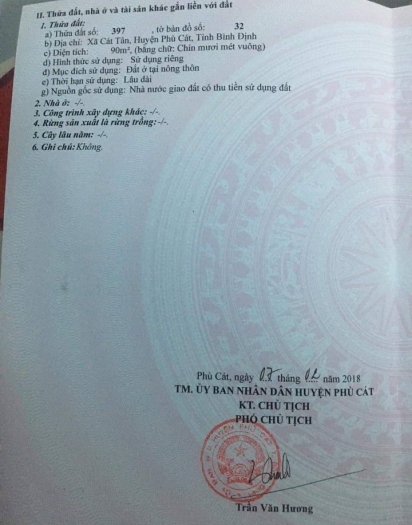 II. Thửa đất, nhà ở và tài sản khác gắn liền với đất
1. Thửa đất:
a) Thửa đất số: 397 , tờ bản đồ số: 32
b) Địa chỉ: Xã Cát Tân, Huyện Phù Cát, Tỉnh Bình Định
c) Diện tích: 90m², (bằng chữ: Chín mươi mét vuông)
d) Hình thức sử dụng: Sử dụng riêng
đ) Mục đích sử dụng: Đất ở tại nông thôn
e) Thời hạn sử dụng: Lâu dài
g) Nguồn gốc sử dụng: Nhà nước giao đất có thu tiền sử dụng đất
2. Nhà ở: -/-.
3. Công trình xây dựng khác: -/-.
4. Rừng sản xuất là rừng trồng:-/-.
5. Cây lâu năm: -/-.
6. Ghi chú: Không.
Phù Cát, ngày 07 tháng 02 năm 2018
TM. ỦY BAN NHÂN DÂN HUYỆN PHÙ CÁT
KT. CHỦ TỊCH
PHÓ CHỦ TỊCH
Trần Văn Hương